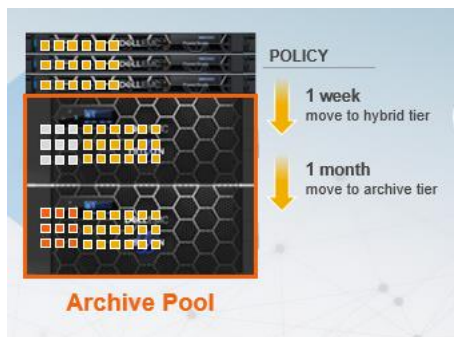 POLICY
1 week
move to hybrid tier
1 month
move to archive tier
Archive Pool